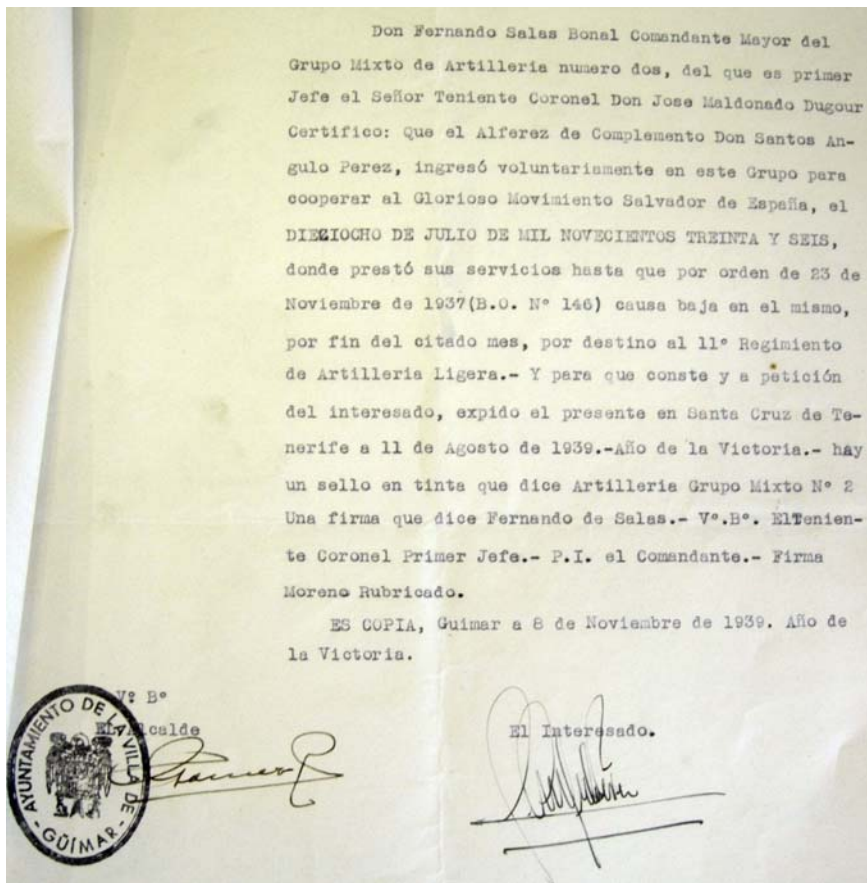 Don Fernando Salas Bonal Comandante Mayor del
Grupo Mixto de Artilleria numero dos, del que es primer
Jefe el Señor Teniente Coronel Don Jose Maldonado Dugour
Certifico: Que el Alferez de Complemento Don Santos An-
gulo Perez, ingresó voluntariamente en este Grupo para
cooperar al Glorioso Movimiento Salvador de España, el
DIECIOCHO DE JULIO DE MIL NOVECIENTOS TREINTA Y SEIS,
donde prestó sus servicios hasta que por orden de 23 de
Noviembre de 1937(B.O. Nº 146) causa baja en el mismo,
por fin del citado mes, por destino al 11º Regimiento
de Artilleria Ligera.- Y para que conste y a petición
del interesado, expido el presente en Santa Cruz de Te-
nerife a 11 de Agosto de 1939.-Año de la Victoria.- hay
un sello en tinta que dice Artilleria Grupo Mixto Nº 2
Una firma que dice Fernando de Salas.- Vº.Bº. ElTenien-
te Coronel Primer Jefe.- P.I. el Comandante.- Firma
Moreno Rubricado.
ES COPIA, Guimar a 8 de Noviembre de 1939. Año de
la Victoria.
Vº Bº
El Alcalde
El Interesado.
AYUNTAMIENTO DE LA VILLA DE
- GÜIMAR -